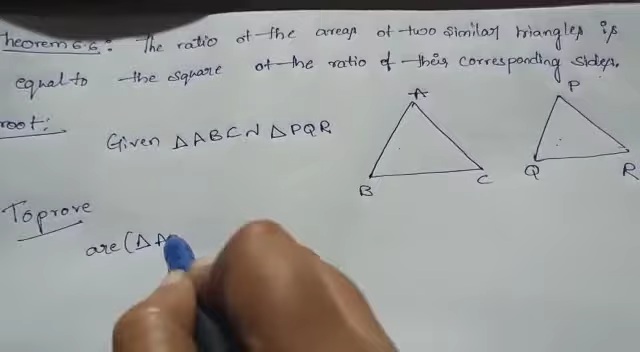 Theorem 6.6: The ratio of the areas of two similar triangles is
equal to the square of the ratio of their corresponding sides.
Proof:
Given ΔABC ~ ΔPQR
A
B
C
P
Q
R
To prove
are(ΔA